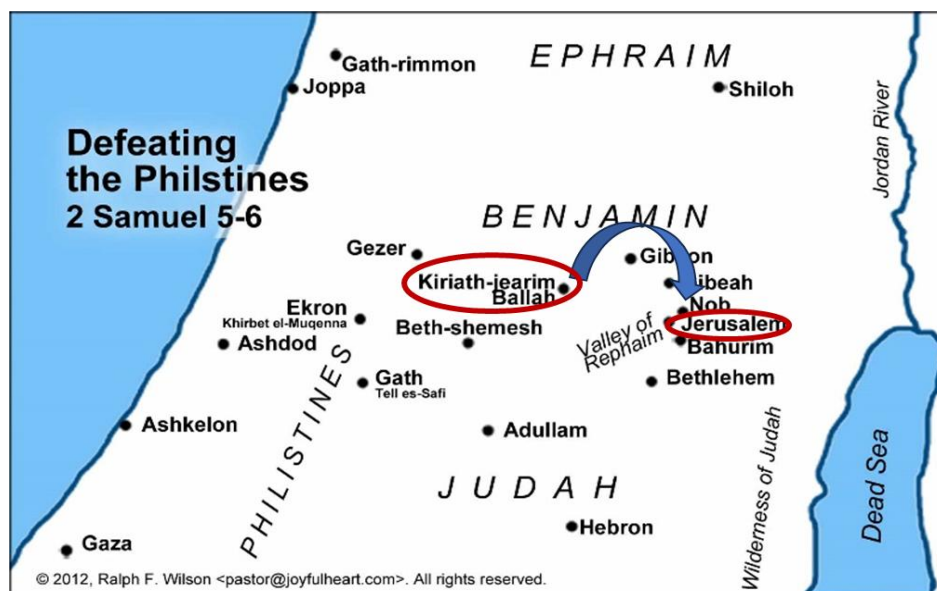 Gath-rimmon
Joppa
EPHRAIM
Shiloh
Jordan River
Defeating
the Philstines
2 Samuel 5-6
BENJAMIN
Gezer
Gibeon
Kiriath-jearim
Ballah
Gibeah
Nob
Ekron
Khirbet el-Muqenna
Jerusalem
Beth-shemesh
Valley of
Rephaim
Ashdod
Bahurim
Gath
Tell es-Safi
Bethlehem
PHILISTINES
Ashkelon
Adullam
Wilderness of Judah
Dead Sea
JUDAH
Hebron
Gaza
© 2012, Ralph F. Wilson <pastor@joyfulheart.com>. All rights reserved.